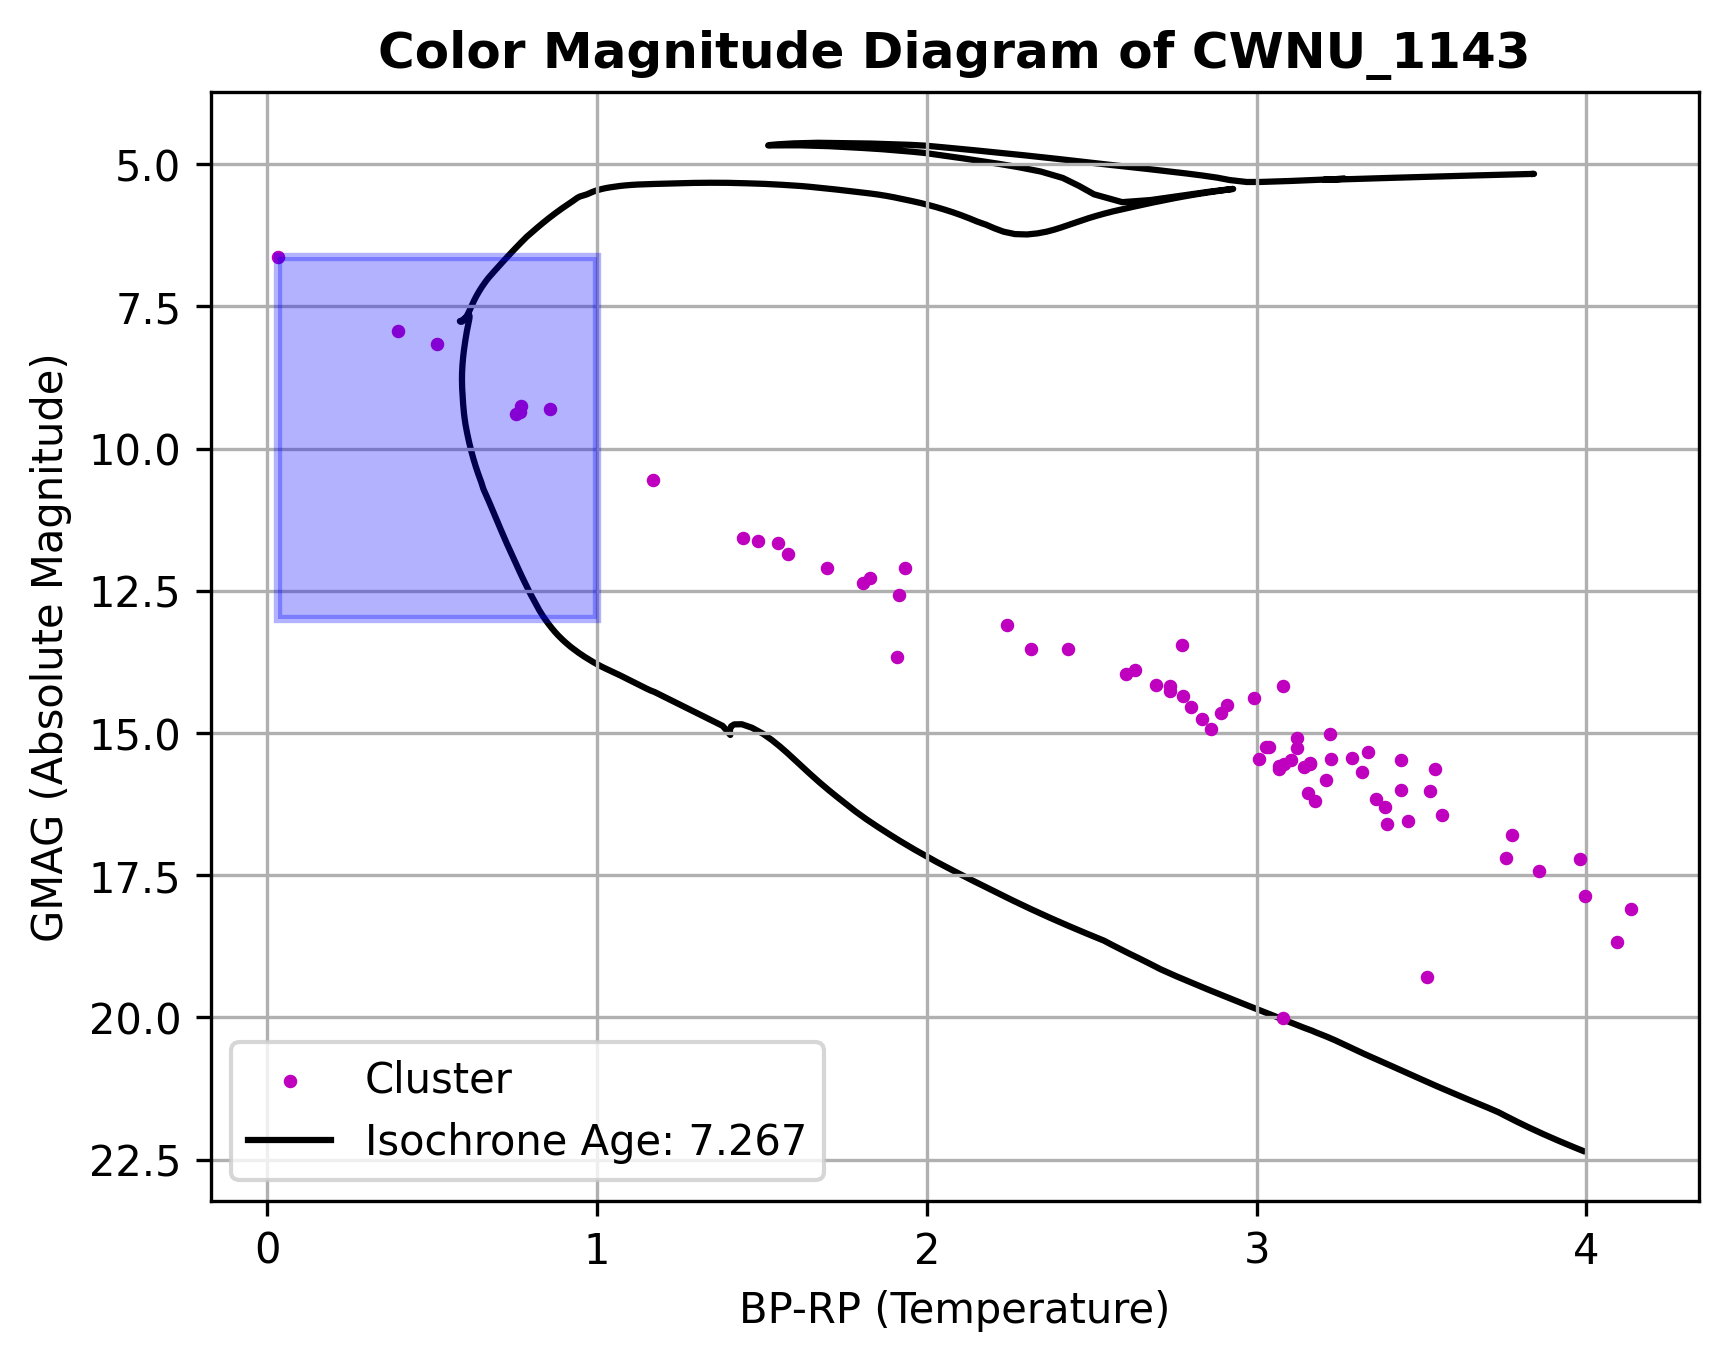 Color Magnitude Diagram of CWNU_1143
GMAG (Absolute Magnitude)
5.0
7.5
10.0
12.5
15.0
17.5
20.0
22.5
Cluster
Isochrone Age: 7.267
0 1 2 3 4
BP-RP (Temperature)